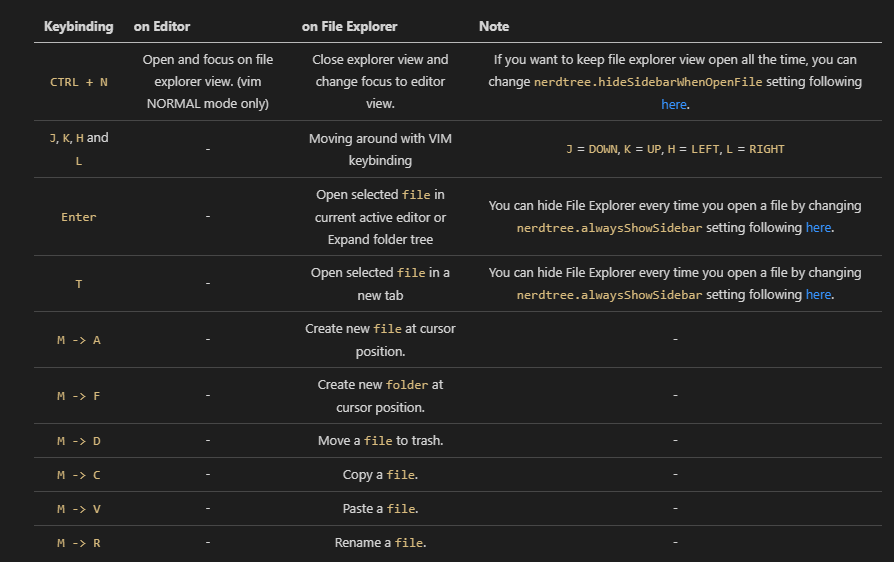 Keybinding on Editor on File Explorer Note
CTRL + N
Open and focus on file
explorer view. (vim
NORMAL mode only)
Close explorer view and
change focus to editor
view.
If you want to keep file explorer view open all the time, you can
change nerdtree.hideSidebarWhenOpenFile setting following
here.
J, K, H and
L
-
Moving around with VIM
keybinding
J = DOWN, K = UP, H = LEFT, L = RIGHT
Enter
-
Open selected file in
current active editor or
Expand folder tree
You can hide File Explorer every time you open a file by changing
nerdtree.alwaysShowSidebar setting following here.
T
-
Open selected file in a
new tab
You can hide File Explorer every time you open a file by changing
nerdtree.alwaysShowSidebar setting following here.
M -> A
-
Create new file at cursor
position.
-
M -> F
-
Create new folder at
cursor position.
-
M -> D - Move a file to trash. -
M -> C - Copy a file. -
M -> V - Paste a file. -
M -> R - Rename a file. -